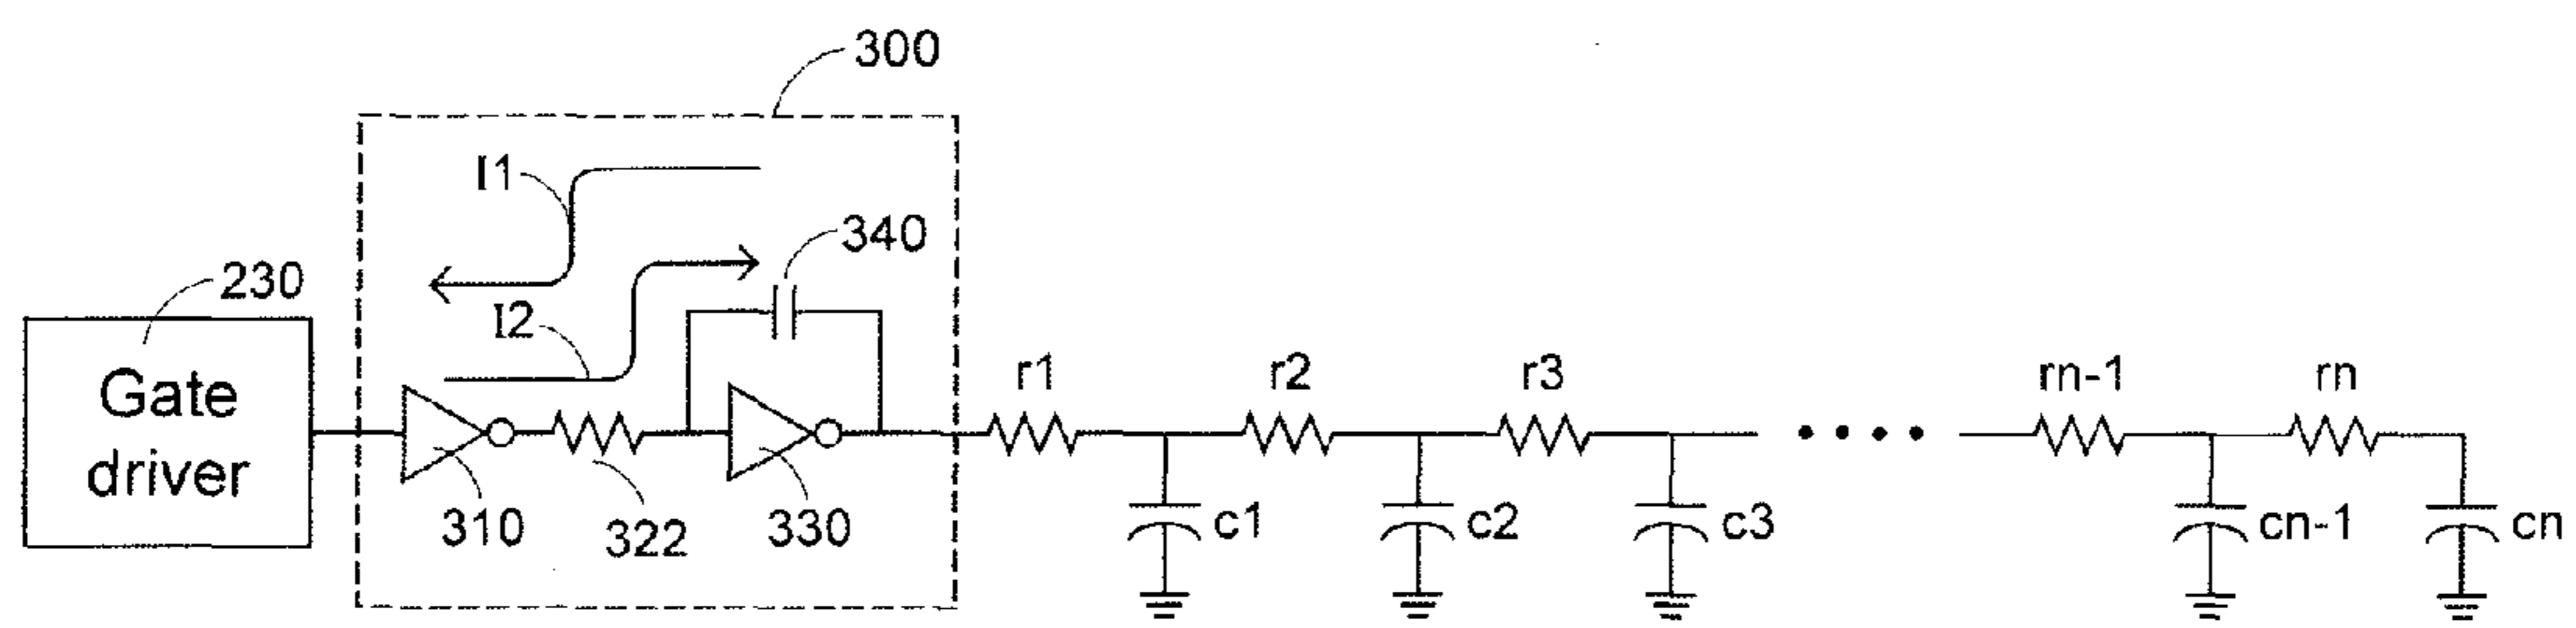 300
I1
340
230
I2
Gate
driver
r1
r2
r3
rn-1
rn
310
322
330
c1
c2
c3
cn-1
cn